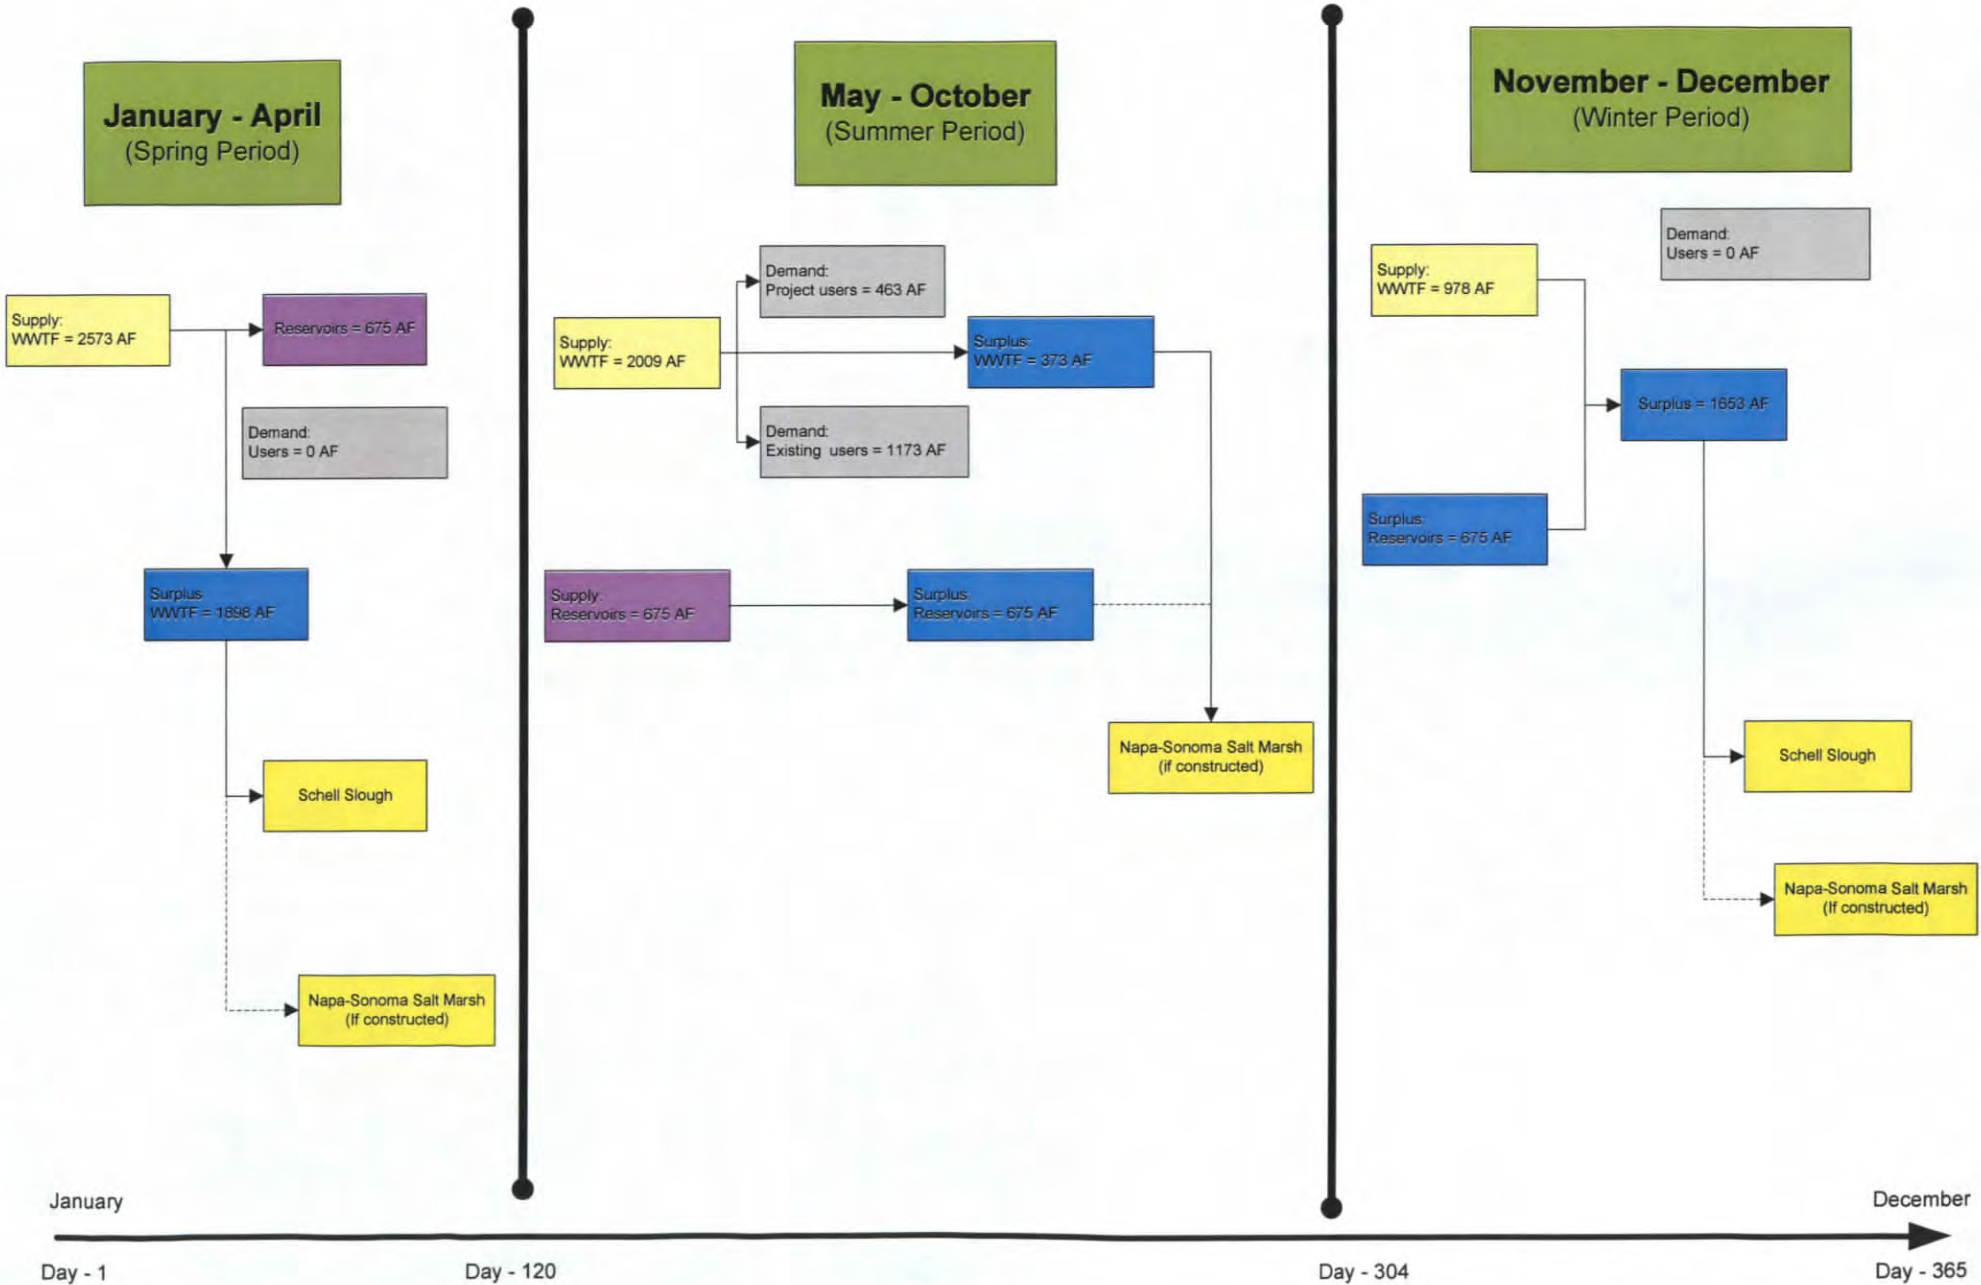 January - April
(Spring Period)
Supply:
WWTF = 2573 AF
Reservoirs = 675 AF
Demand:
Users = 0 AF
Surplus
WWTF = 1898 AF
Schell Slough
Napa-Sonoma Salt Marsh
(If constructed)
May - October
(Summer Period)
Demand:
Project users = 463 AF
Supply:
WWTF = 2009 AF
Surplus:
WWTF = 373 AF
Demand:
Existing users = 1173 AF
Supply:
Reservoirs = 675 AF
Surplus:
Reservoirs = 675 AF
Napa-Sonoma Salt Marsh
(if constructed)
November - December
(Winter Period)
Demand:
Users = 0 AF
Supply:
WWTF = 978 AF
Surplus = 1653 AF
Surplus:
Reservoirs = 675 AF
Schell Slough
Napa-Sonoma Salt Marsh
(If constructed)
January
December
Day - 1
Day - 120
Day - 304
Day - 365